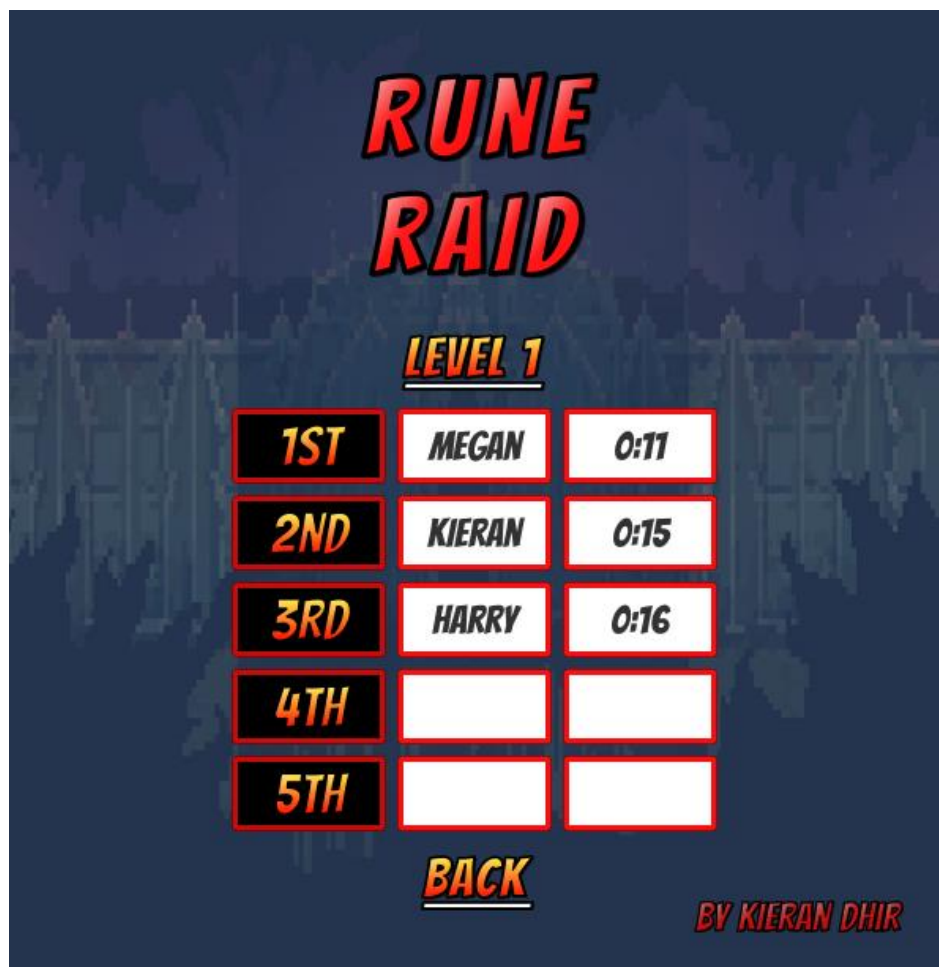 RUNE
RAID
LEVEL 1
1ST MEGAN 0:11
2ND KIERAN 0:15
3RD HARRY 0:16
4TH
5TH
BACK
BY KIERAN DHIR